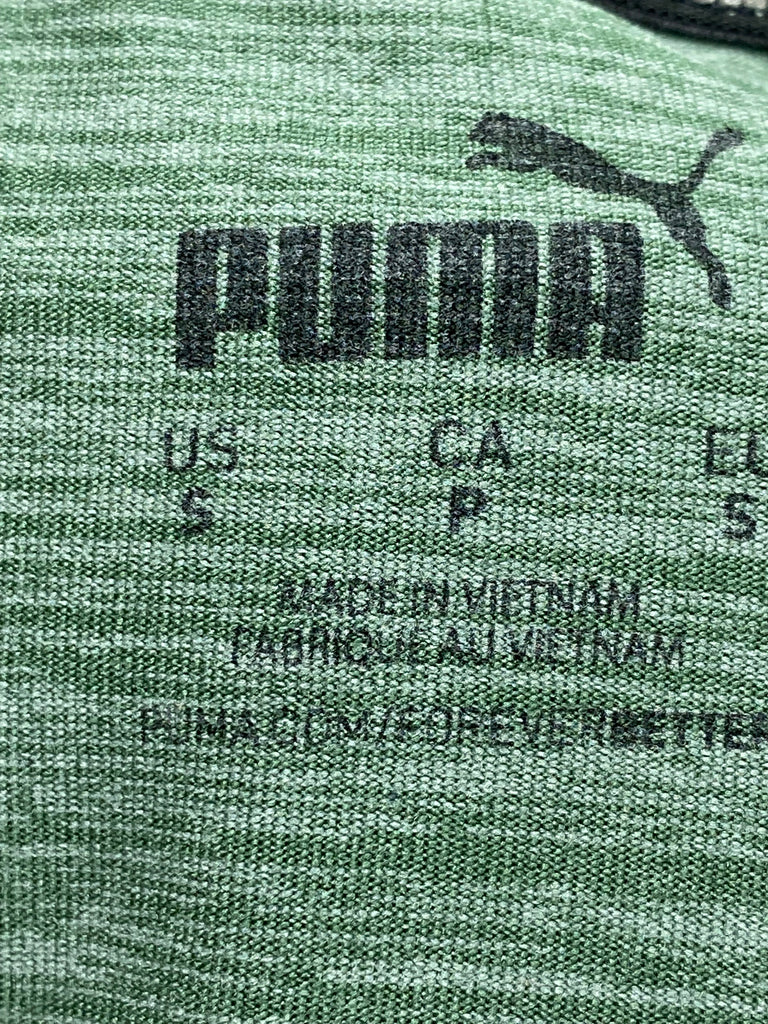 PUMA
US CA EU
S P S
MADE IN VIETNAM
FABRIQUE AU VIETNAM
PUMA.COM/FOREVERBETTER